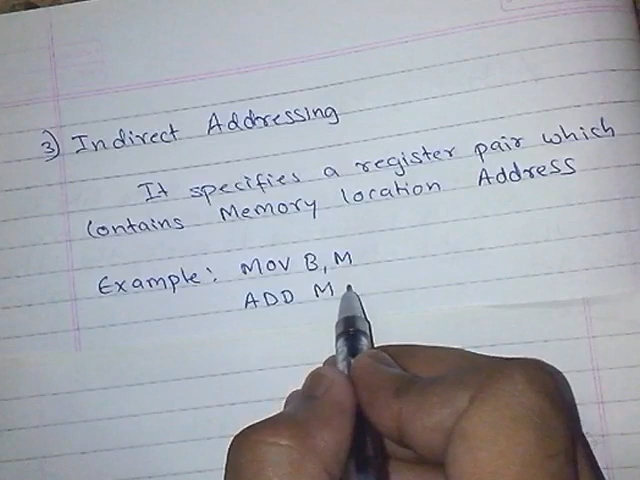 3) Indirect Addressing
It specifies a register pair which
contains Memory location Address
Example: MOV B, M
ADD M